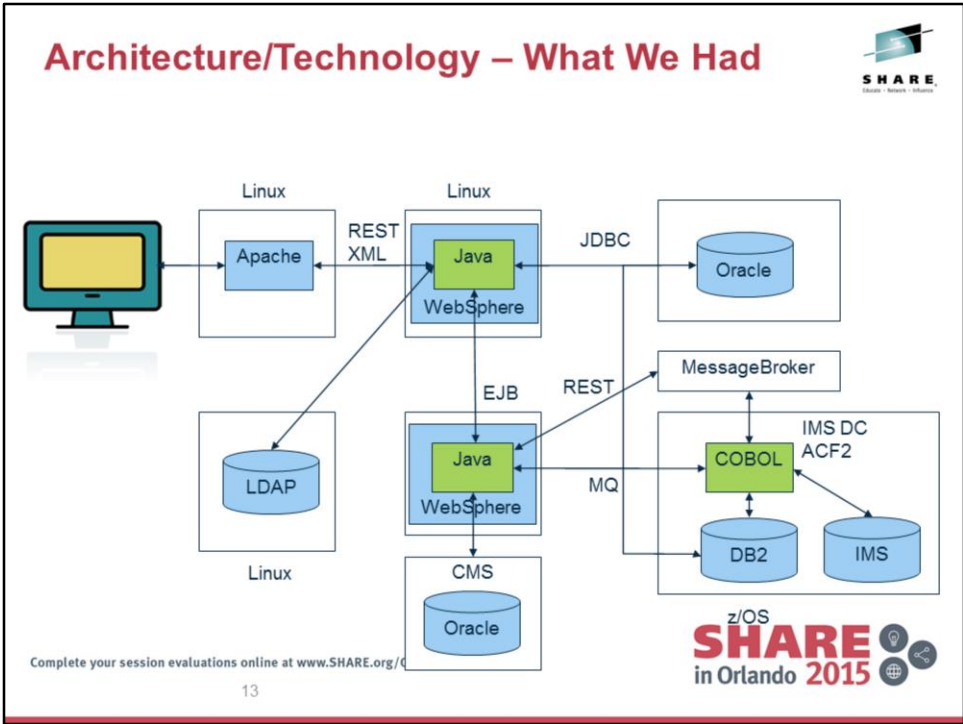 Architecture/Technology – What We Had
SHARE
Educate - Network - Influence
Linux
Linux
Apache
REST
XML
Java
WebSphere
JDBC
Oracle
EJB
REST
MessageBroker
LDAP
Linux
Java
WebSphere
MQ
IMS DC
ACF2
COBOL
DB2
IMS
CMS
Oracle
z/OS
Complete your session evaluations online at www.SHARE.org/
SHARE
in Orlando 2015
13